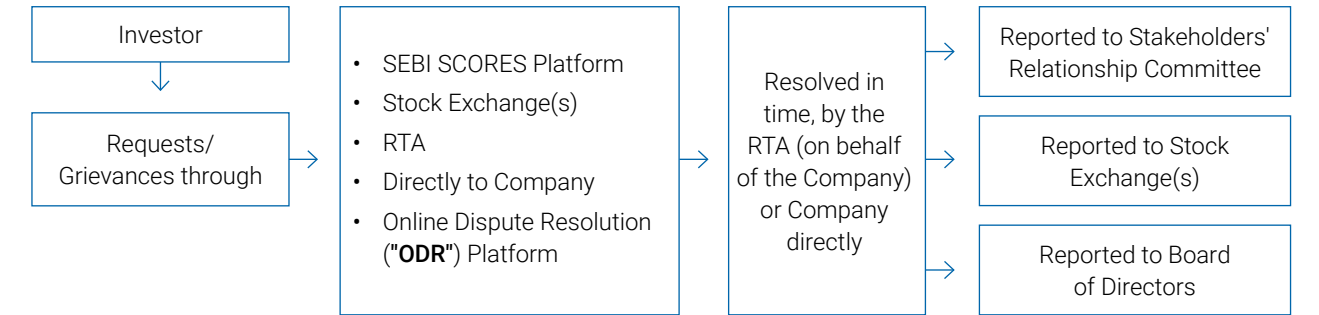 Investor
Requests/
Grievances through
• SEBI SCORES Platform
• Stock Exchange(s)
• RTA
• Directly to Company
• Online Dispute Resolution
("ODR") Platform
Resolved in
time, by the
RTA (on behalf
of the Company)
or Company
directly
Reported to Stakeholders'
Relationship Committee
Reported to Stock
Exchange(s)
Reported to Board
of Directors